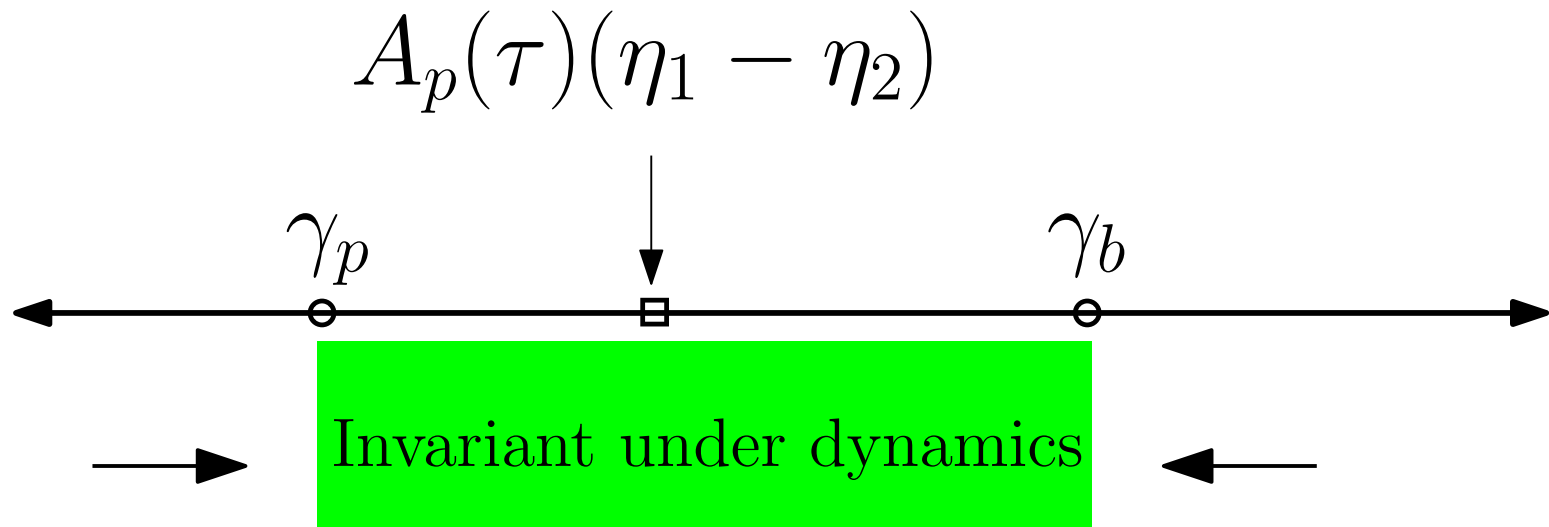 A_p(τ)(η_1 − η_2)
γ_p γ_b
Invariant under dynamics